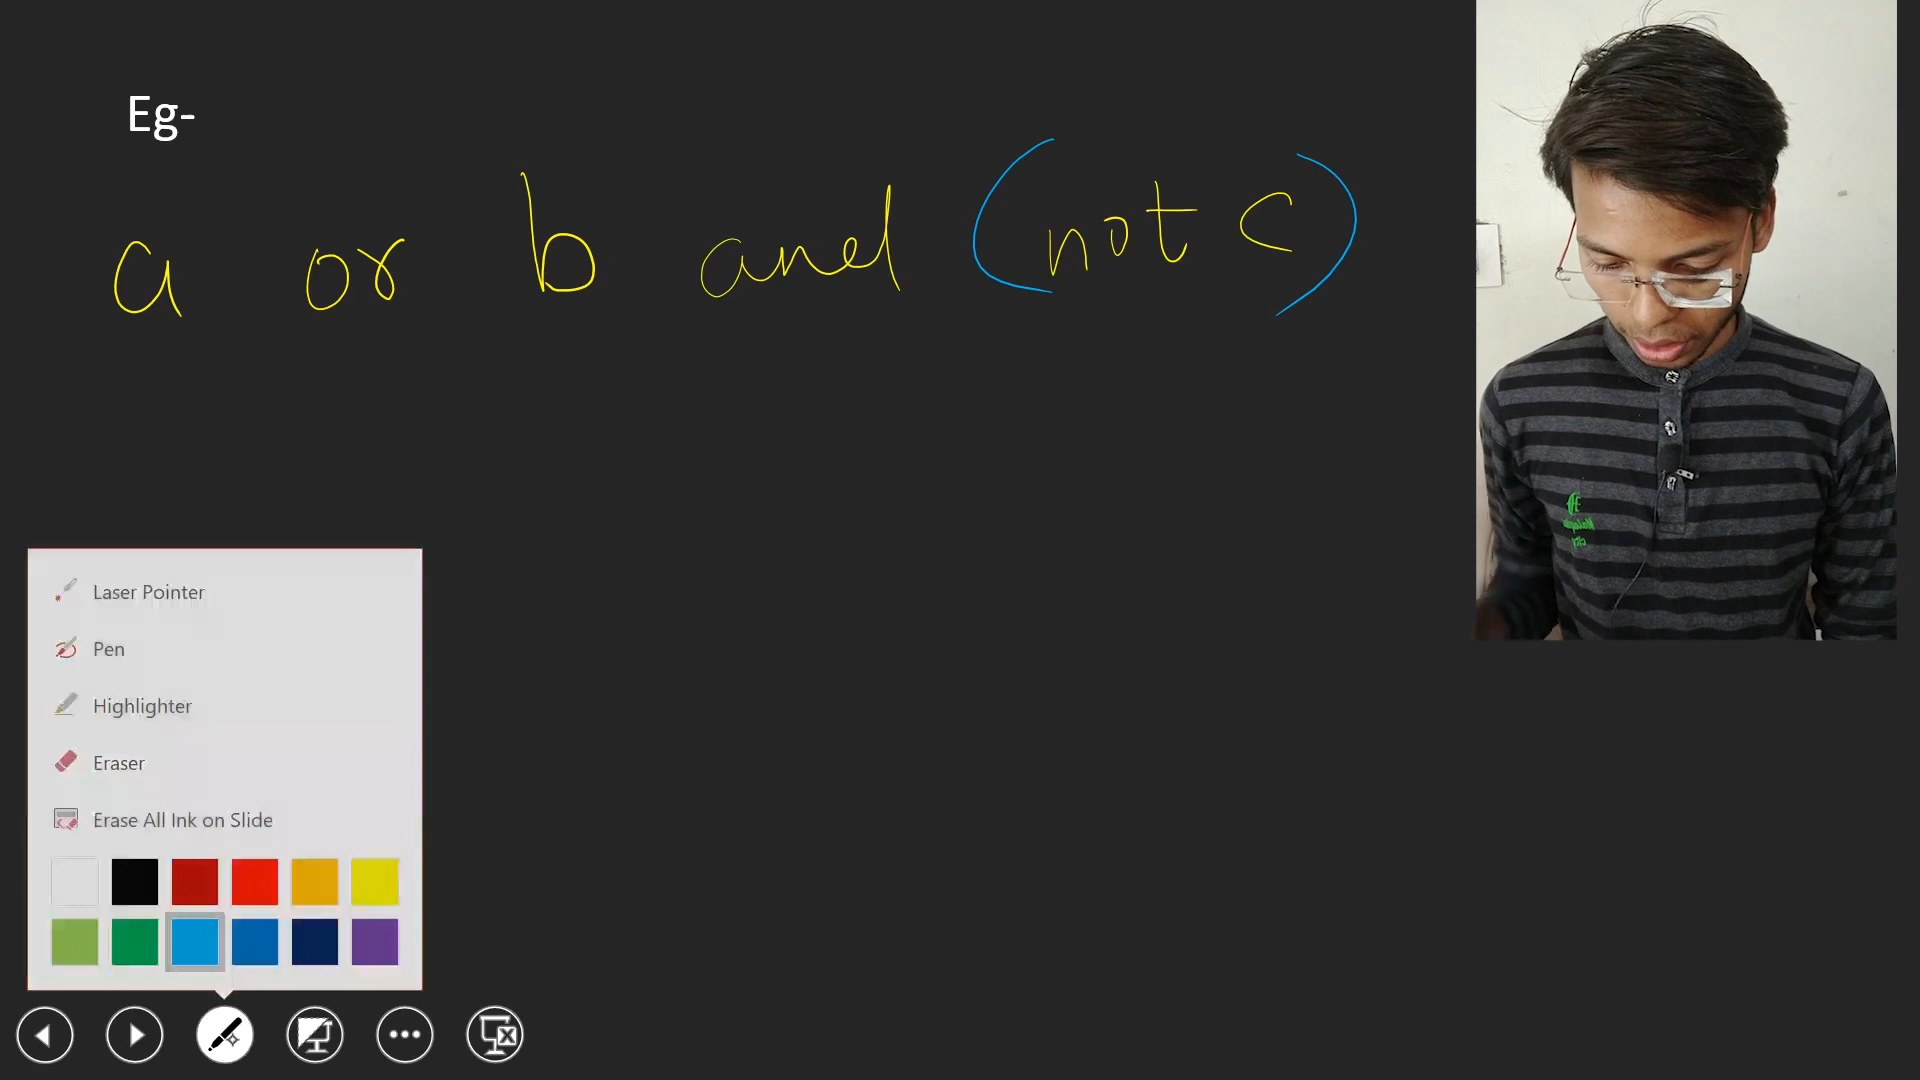 Eg-
a or b and (not c)
Laser Pointer
Pen
Highlighter
Eraser
Erase All Ink on Slide